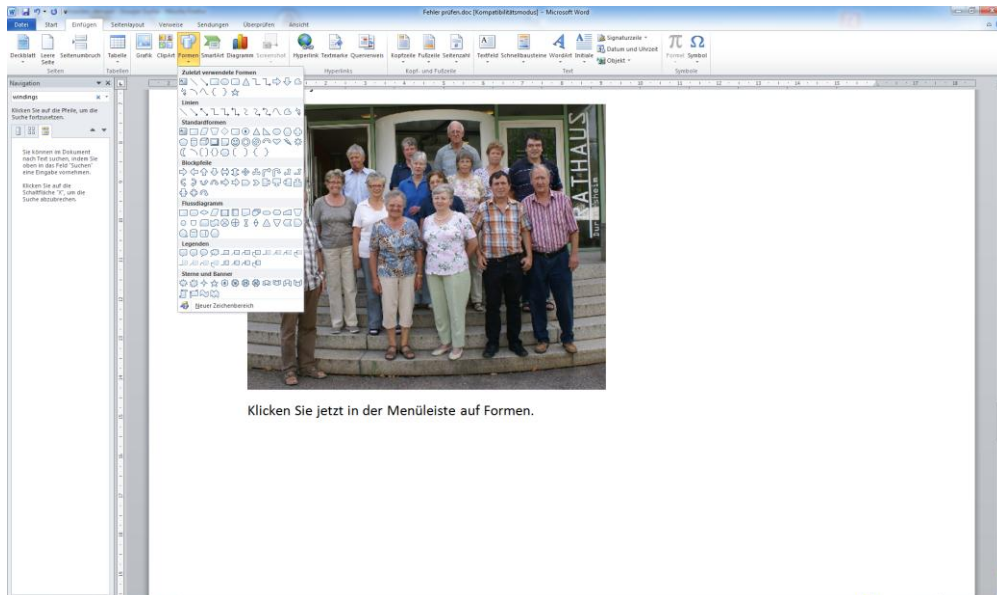 Fehler prüfen.doc [Kompatibilitätsmodus] - Microsoft Word
Datei Start Einfügen Seitenlayout Verweise Sendungen Überprüfen Ansicht
Deckblatt Leere Seite Seitenumbruch Tabelle Grafik ClipArt Formen SmartArt Diagramm Screenshot Hyperlink Textmarke Querverweis Kopfzeile Fußzeile Seitenzahl Textfeld Schnellbausteine WordArt Initiale Signaturzeile Datum und Uhrzeit Objekt Formel Symbol
Seiten Tabellen Hyperlinks Kopf- und Fußzeile Text Symbole
Navigation
wimdings
Klicken Sie auf die Pfeile, um die
Suche fortzusetzen.
Sie können im Dokument
nach Text suchen, indem Sie
oben in das Feld 'Suchen'
eine Eingabe vornehmen.
Klicken Sie auf die
Schaltfläche 'X', um die
Suche abzubrechen.
Zuletzt verwendete Formen
Linien
Standardformen
Blockpfeile
Flussdiagramm
Legenden
Sterne und Banner
Neuer Zeichenbereich
RATHAUS
Klicken Sie jetzt in der Menüleiste auf Formen.